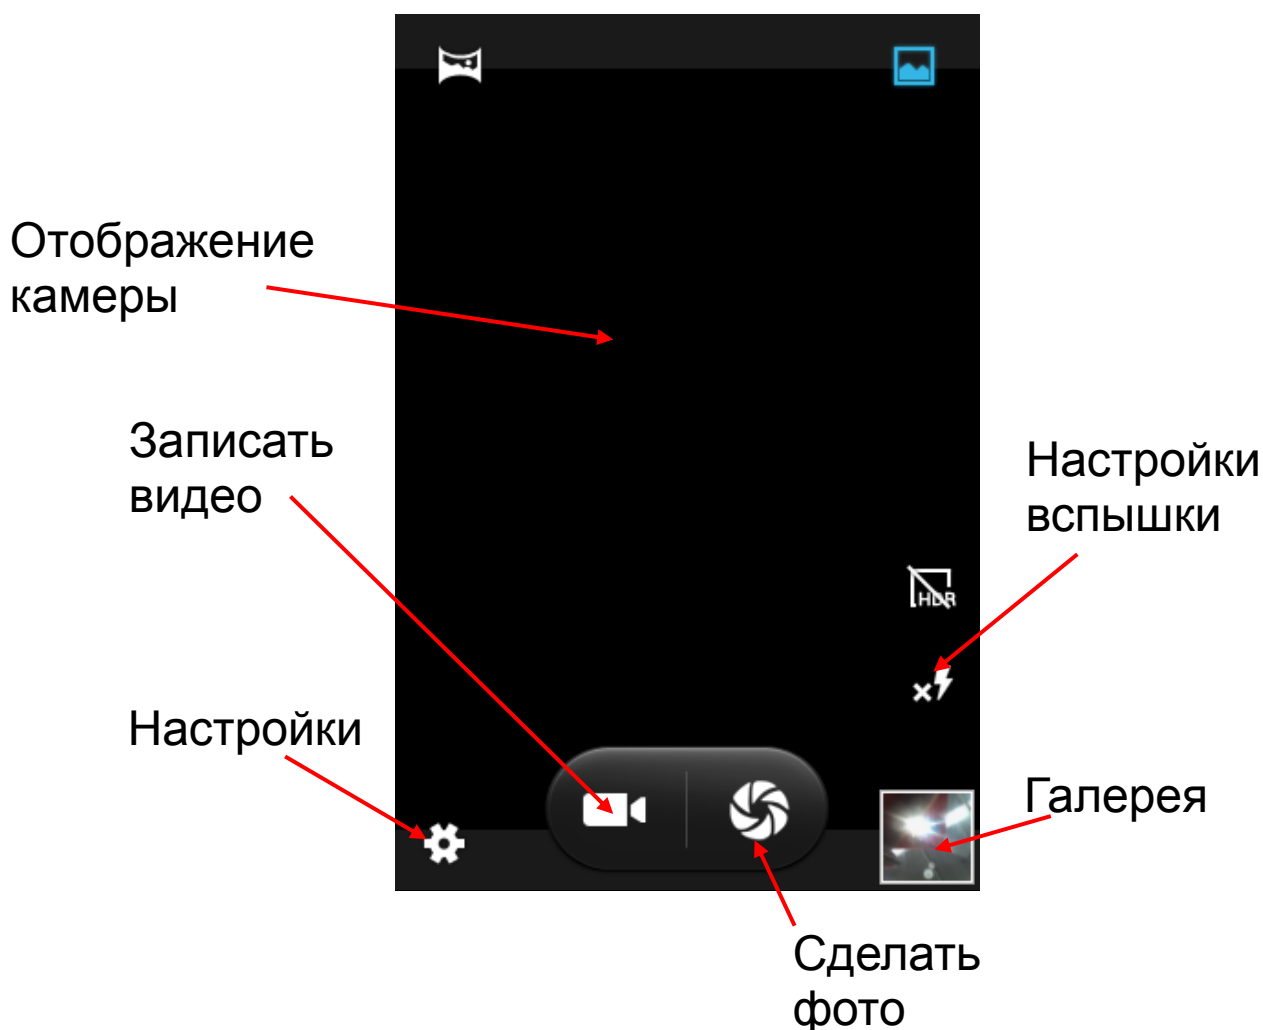 Отображение
камеры
Записать
видео
Настройки
вспышки
HDR
Настройки
Галерея
Сделать
фото